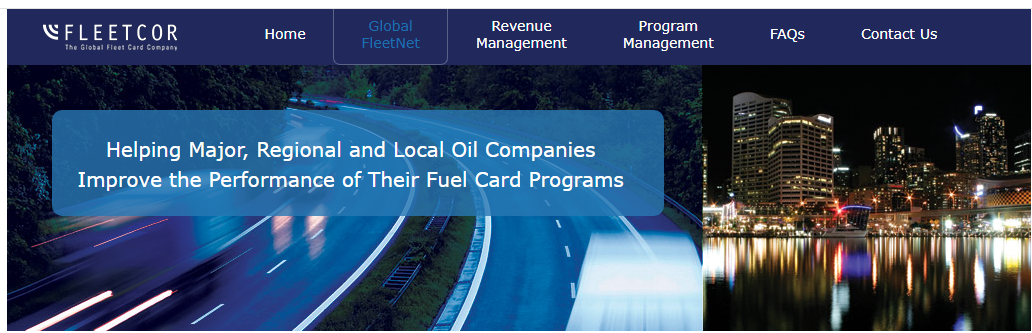 FLEETCOR
The Global Fleet Card Company
Home
Global
FleetNet
Revenue
Management
Program
Management
FAQs
Contact Us
Helping Major, Regional and Local Oil Companies
Improve the Performance of Their Fuel Card Programs